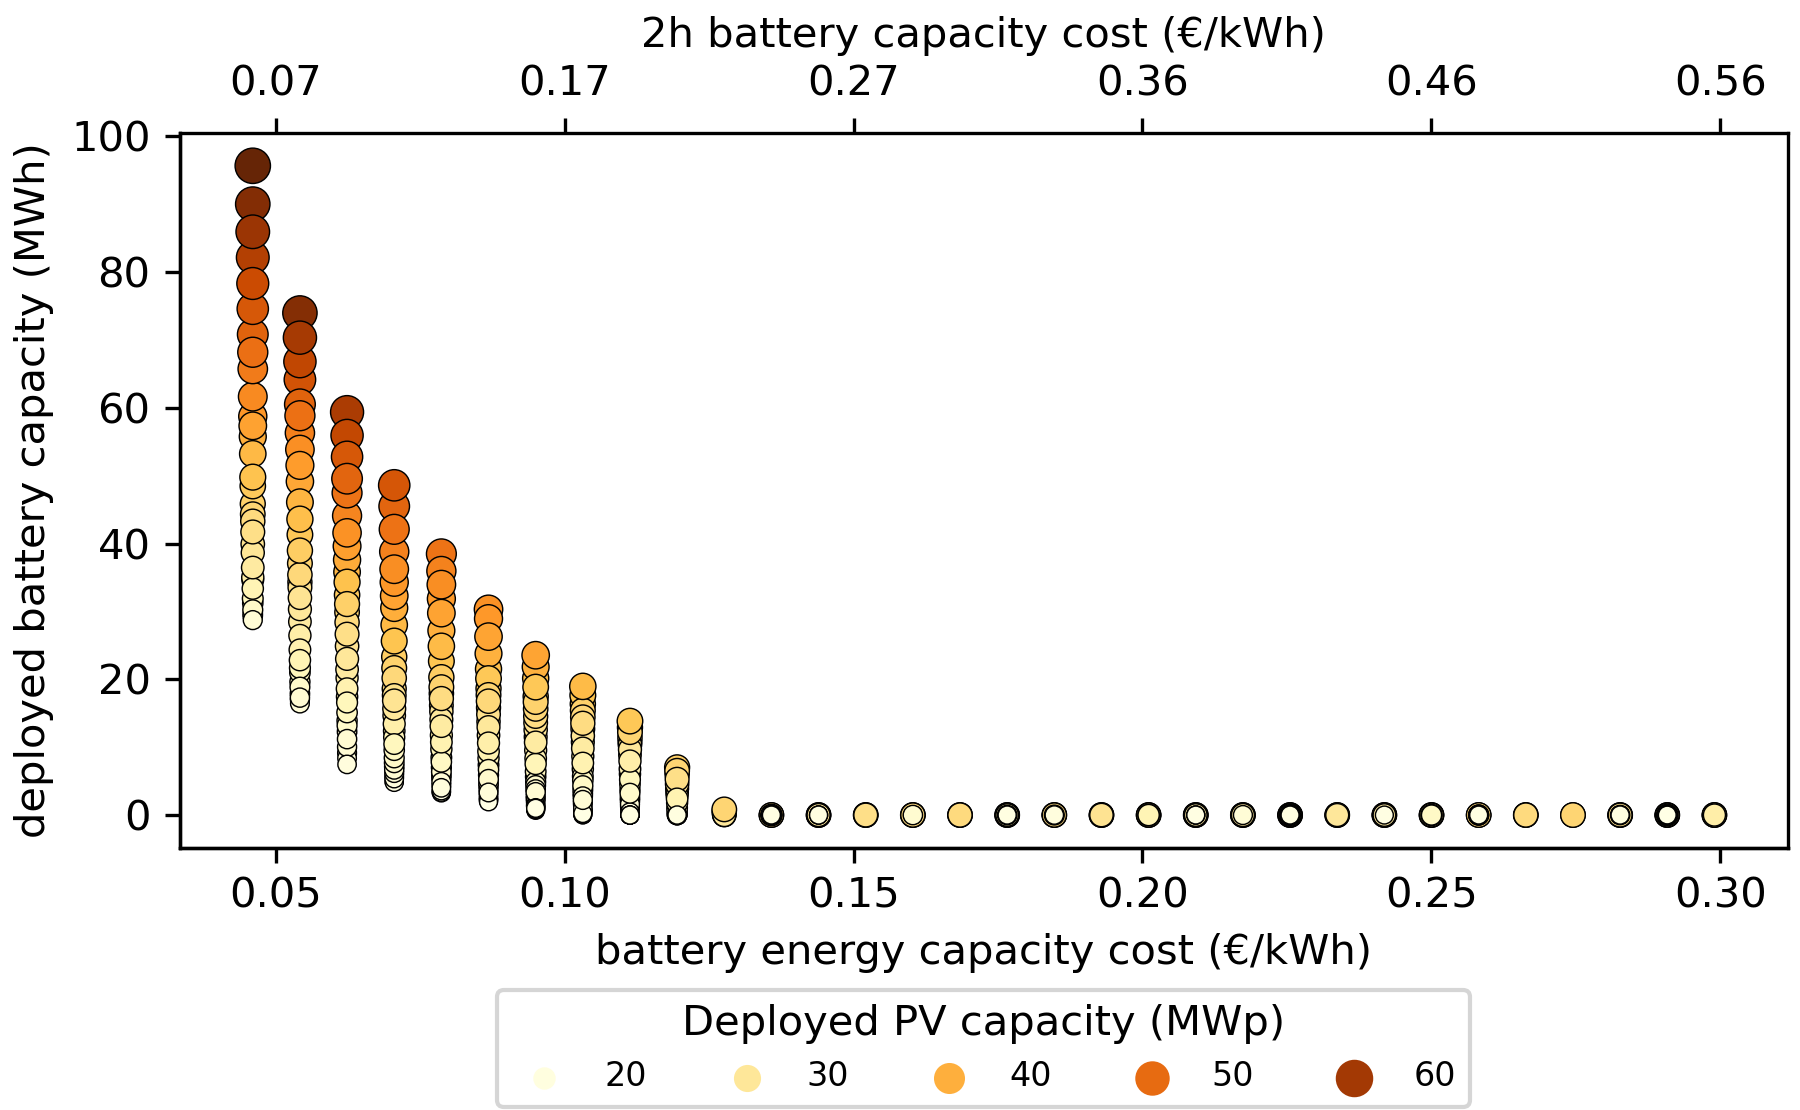 2h battery capacity cost (€/kWh)
0.07 0.17 0.27 0.36 0.46 0.56
deployed battery capacity (MWh)
100
80
60
40
20
0
0.05 0.10 0.15 0.20 0.25 0.30
battery energy capacity cost (€/kWh)
Deployed PV capacity (MWp)
20 30 40 50 60